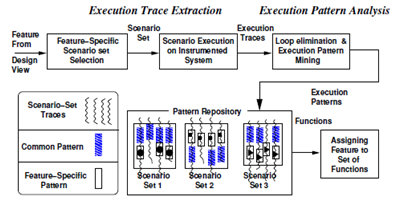 Execution Trace Extraction
Execution Pattern Analysis
Feature
From
Design
View
Feature–Specific
Scenario set
Selection
Scenario
Set
Scenario Execution
on Instrumented
System
Execution
Traces
Loop elimination &
Execution Pattern
Mining
Execution
Patterns
Scenario–Set
Traces
Common Pattern
Feature–Specific
Pattern
Pattern Repository
Scenario
Set 1
Scenario
Set 2
Scenario
Set 3
Functions
Assigning
Feature to
Set of
Functions